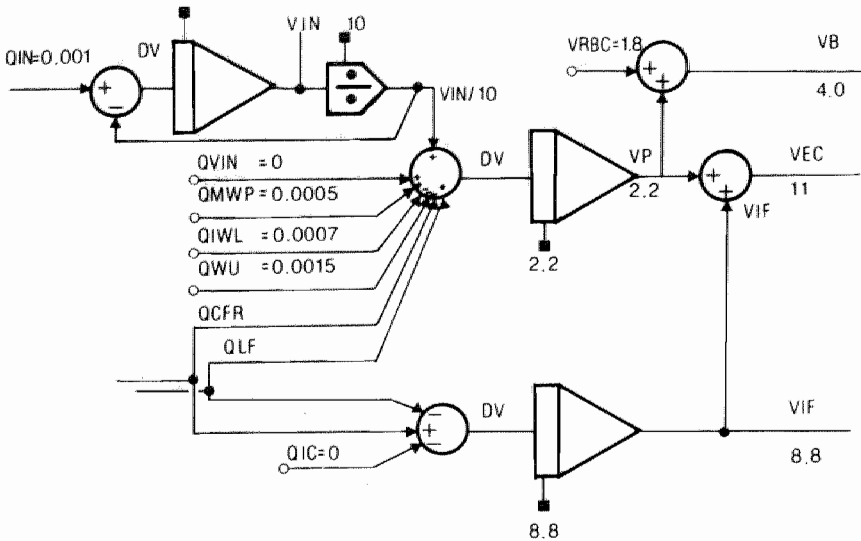 VIN
10
VRBC=1.8
VB
QIN=0.001
DV
+
−
÷
VIN/10
+
+
4.0
QVIN = 0
QMWP = 0.0005
QIWL = 0.0007
QWU = 0.0015
QCFR
QLF
DV
VP
2.2
2.2
+
+
VEC
11
VIF
QIC=0
−
+
−
DV
8.8
VIF
8.8